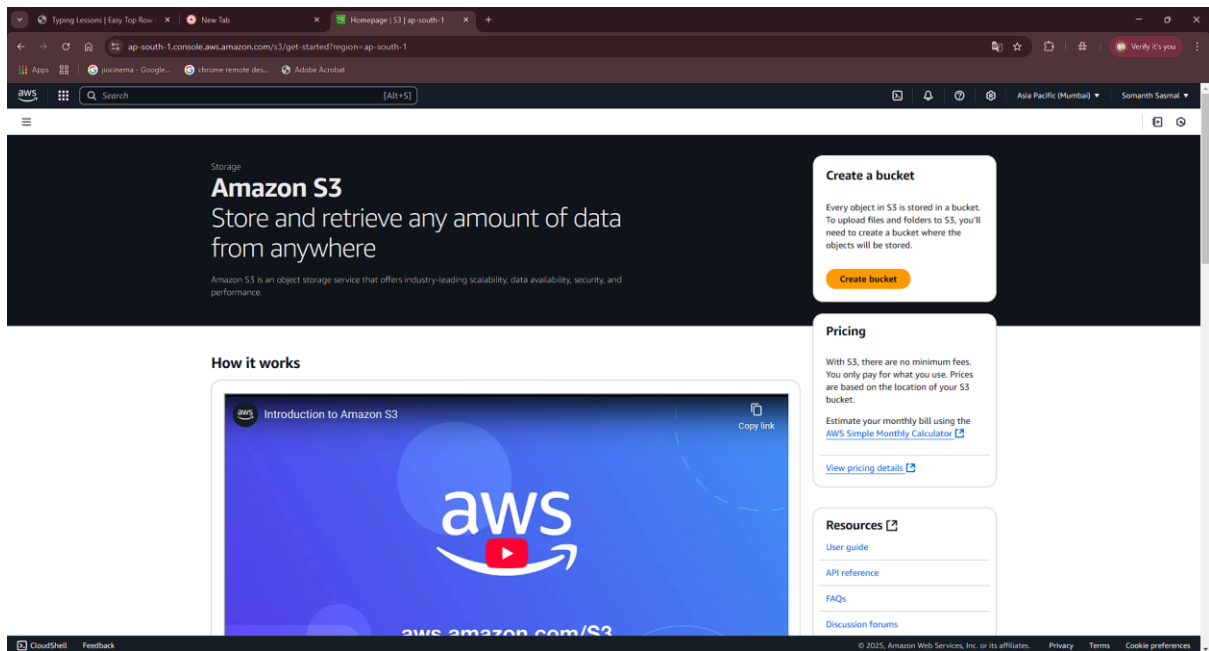 Typing Lessons | Easy Top Row
New Tab
Homepage | S3 | ap-south-1
ap-south-1.console.aws.amazon.com/s3/get-started?region=ap-south-1
Verify it's you
Apps
jiocinema - Google...
chrome remote des...
Adobe Acrobat
aws
Search
[Alt+S]
Asia Pacific (Mumbai)
Somanth Sasmal
Storage
Amazon S3
Store and retrieve any amount of data
from anywhere
Amazon S3 is an object storage service that offers industry-leading scalability, data availability, security, and
performance.
Create a bucket
Every object in S3 is stored in a bucket.
To upload files and folders to S3, you'll
need to create a bucket where the
objects will be stored.
Create bucket
Pricing
With S3, there are no minimum fees.
You only pay for what you use. Prices
are based on the location of your S3
bucket.
Estimate your monthly bill using the
AWS Simple Monthly Calculator
View pricing details
How it works
aws
Introduction to Amazon S3
Copy link
aws
aws.amazon.com/S3
Resources
User guide
API reference
FAQs
Discussion forums
CloudShell
Feedback
© 2025, Amazon Web Services, Inc. or its affiliates.
Privacy
Terms
Cookie preferences